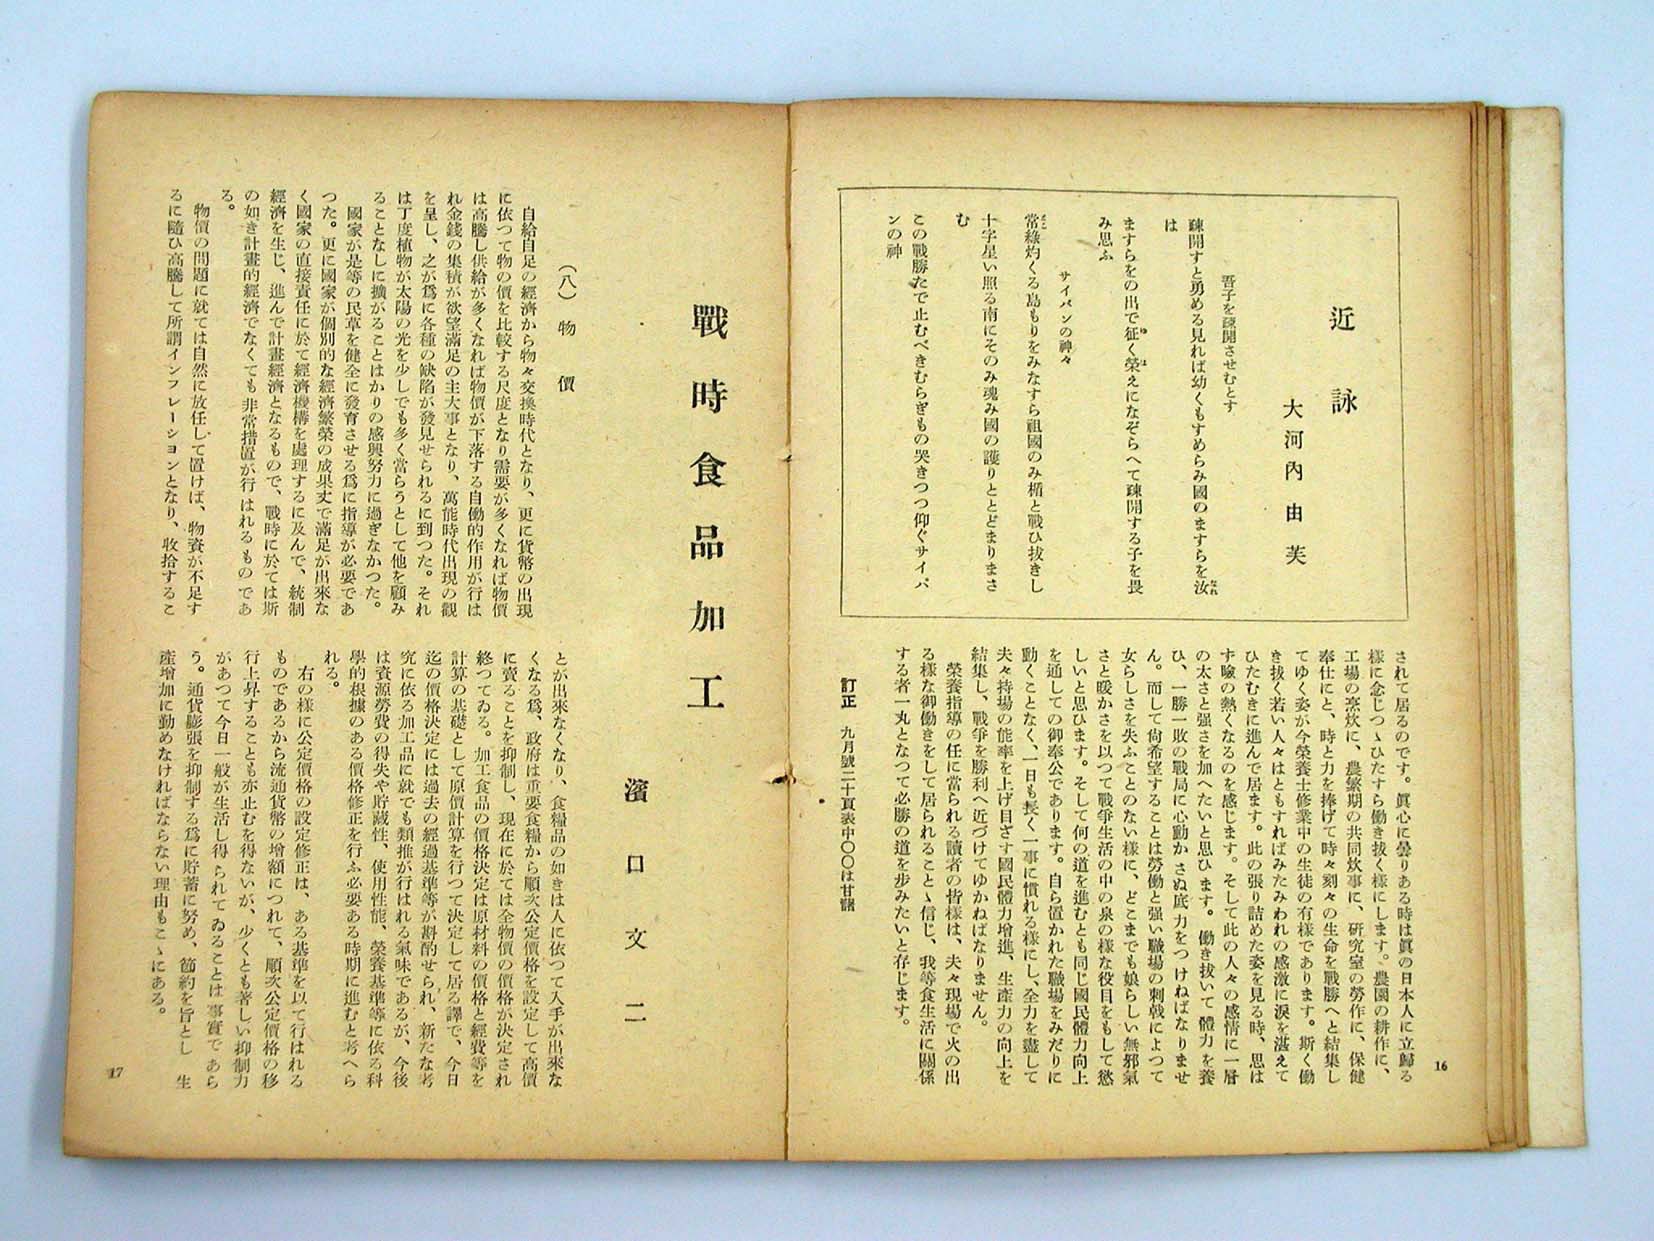 近詠
大河內由芙
吾子を疎開させむとす
疎開すと勇める見れば幼くもすめらみ國のますらを汝
なれ
は
ますらをの出で征く榮えになぞらへて疎開する子を畏
ゆ
は
み思ふ
サイパンの神々
常綠灼くる島もりをみなすら祖國のみ楯と戰ひ拔きし
十字星い照る南にそのみ魂み國の護りととどまりまさ
む
この戰勝たで止むべきむらぎもの哭きつつ仰ぐサイパ
ンの神
されて居るのです。眞心に曇りある時は眞の日本人に立歸る
樣に念じつゝひたすら働き拔く樣にします。農園の耕作に、
工場の烹炊に、農繁期の共同炊事に、研究室の勞作に、保健
奉仕にと、時と力を捧げて時々刻々の生命を戰勝へと結集し
てゆく姿が今榮養士修業中の生徒の有樣であります。斯く働
き拔く若い人々はともすればみたみわれの感激に淚を湛えて
ひたむきに進んで居ます。此の張り詰めた姿を見る時、思は
ず喉の熱くなるのを感じます。そして此の人々の感情に一層
の太さと强さを加へたいと思ひます。働き拔いて體力を養
ひ、一勝一敗の戰局に心動かさぬ底力をつけねばなりませ
ん。而して尙希望することは勞働と强い職場の刺戟によつて
女らしさを失ふことのない樣に、どこまでも娘らしい無邪氣
さと暖かさを以つて戰爭生活の中の泉の樣な役目をもして慾
しいと思ひます。そして何の道を進むとも同じ國民體力向上
を通しての御奉公であります。自ら置かれた職場をみだりに
動くことなく、一日も長く一事に慣れる樣にし、全力を盡して
夫々持場の能率を上げ目ざす國民體力增進、生產力の向上を
結集し、戰爭を勝利へ近づけてゆかねばなりません。
榮養指導の任に當られる讀者の皆樣は、夫々現場で火の出
る樣な御働きをして居られることゝ信じ、我等食生活に關係
する者一丸となつて必勝の道を步みたいと存じます。
訂正 九月號二十頁表中〇〇は甘藷
16
戰時食品加工
濱口文二
(八) 物價
自給自足の經濟から物々交換時代となり、更に貨幣の出現
に依つて物の價を比較する尺度となり需要が多くなれば物價
は高騰し供給が多くなれば物價が下落する自働的作用が行は
れ金錢の集積が欲望滿足の主大事となり、萬能時代出現の觀
を呈し、之が爲に各種の缺陷が發見せられるに到つた。それ
は丁度植物が太陽の光を少しでも多く當らうとして他を顧み
ることなしに擴がることはかりの感興努力に過ぎなかつた。
國家が是等の民草を健全に發育させる爲に指導が必要であ
つた。更に國家が個別的な經濟繁榮の成果丈で滿足が出來な
く國家の直接責任に於て經濟機構を處理するに及んで、統制
經濟を生じ、進んで計畫經濟となるもので、戰時に於ては斯
の如き計畫的經濟でなくても非常措置が行はれるものであ
る。
物價の問題に就ては自然に放任して置けば、物資が不足す
るに隨ひ高騰して所謂インフレーションとなり、收拾するこ
とが出來なくなり、食糧品の如きは人に依つて入手が出來な
くなる爲、政府は重要食糧から順次公定價格を設定して高價
に賣ることを抑制し、現在に於ては全物價の價格が決定され
終つてゐる。加工食品の價格決定は原材料の價格と經費等を
計算の基礎として原價計算を行つて決定して居る譯で、今日
迄の價格決定には過去の經過基準等が斟酌せられ、新たな考
究に依る加工品に就でも類推が行はれる氣味であるが、今後
は資源勞費の得失や貯藏性、使用性能、榮養基準等に依る科
學的根據のある價格修正を行ふ必要ある時期に進むと考へら
れる。
右の樣に公定價格の設定修正は、ある基準を以て行はれる
ものであるから流通貨幣の增額につれて、順次公定價格の移
行上昇することも亦止むを得ないが、少くとも著しい抑制力
があつて今日一般が生活し得られてゐることは事實であら
う。通貨膨張を抑制する爲に貯蓄に努め、節約を旨とし 生
產增加に勤めなければならない理由もこゝにある。
17